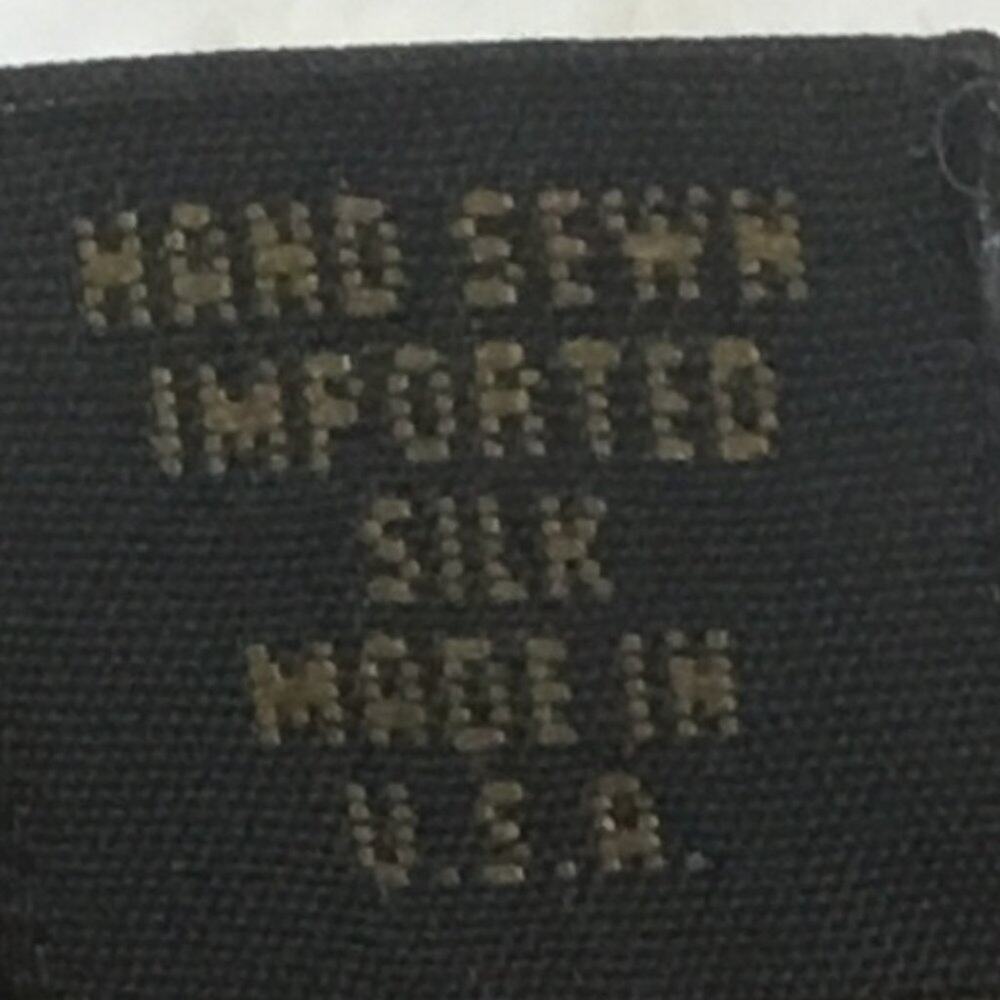 HAND SEWN
IMPORTED
SILK
MADE IN
U.S.A.